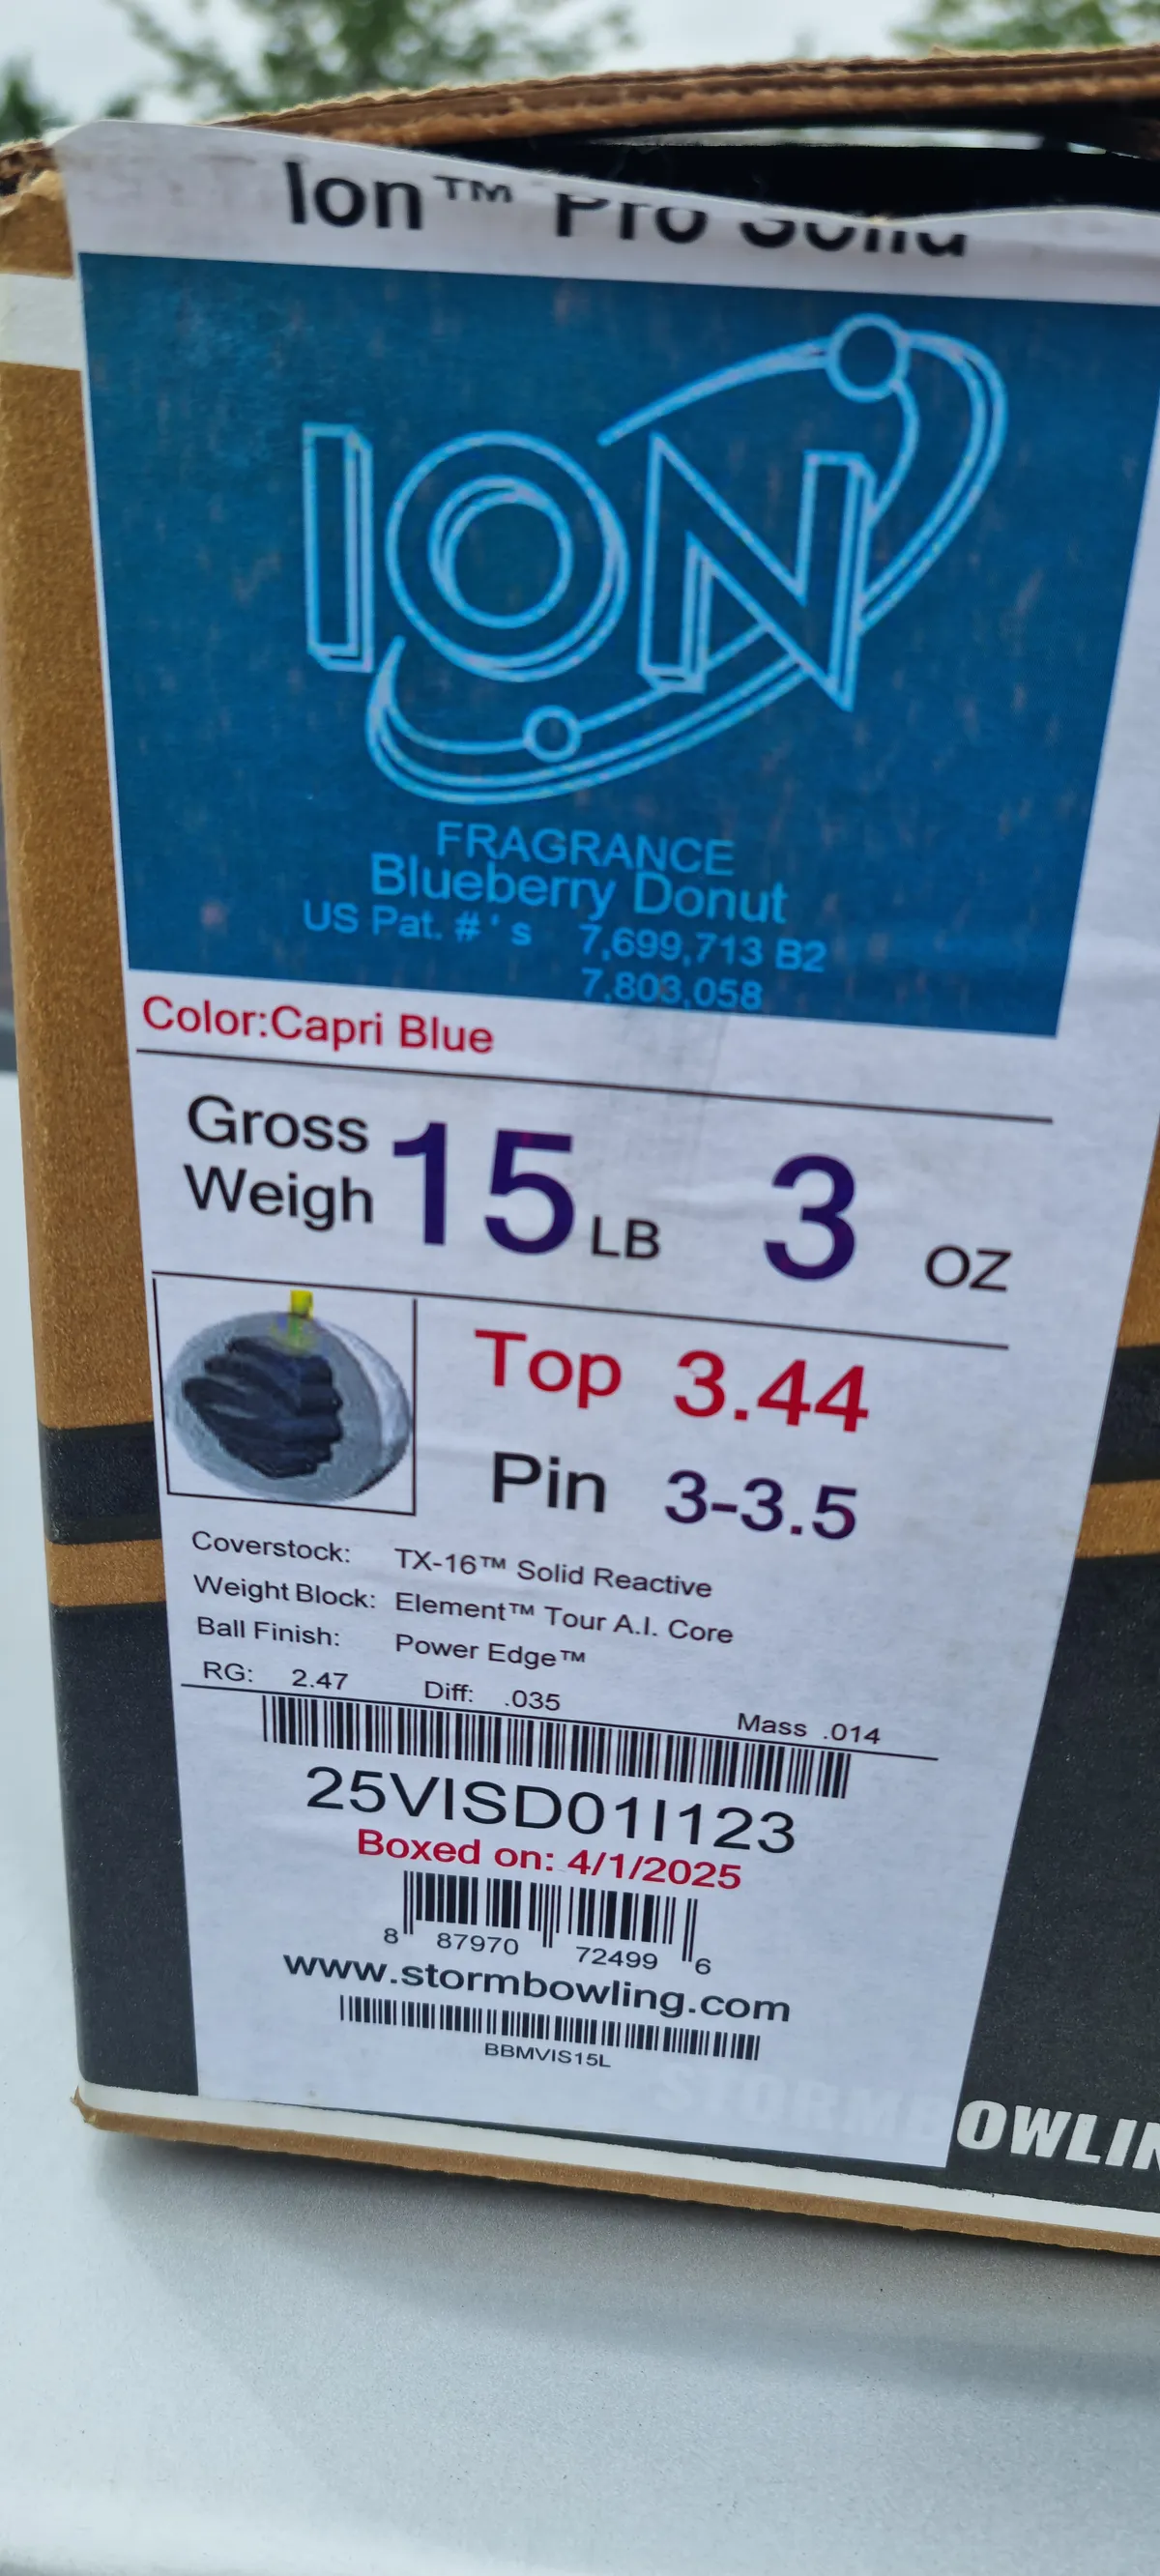 Ion™ Pro Solid
ION
FRAGRANCE
Blueberry Donut
US Pat. #'s 7,699,713 B2
7,803,058
Color:Capri Blue
Gross Weigh 15 LB 3 OZ
Top 3.44
Pin 3-3.5
Coverstock: TX-16™ Solid Reactive
Weight Block: Element™ Tour A.I. Core
Ball Finish: Power Edge™
RG: 2.47 Diff: .035 Mass .014
25VISD01I123
Boxed on: 4/1/2025
8 87970 72499 6
www.stormbowling.com
BBMVIS15L
STORMBOWLIN